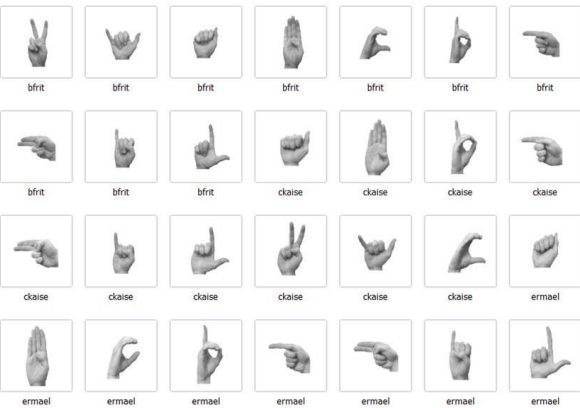 bfrit bfrit bfrit bfrit bfrit bfrit bfrit
bfrit bfrit bfrit ckaise ckaise ckaise ckaise
ckaise ckaise ckaise ckaise ckaise ckaise ermael
ermael ermael ermael ermael ermael ermael ermael